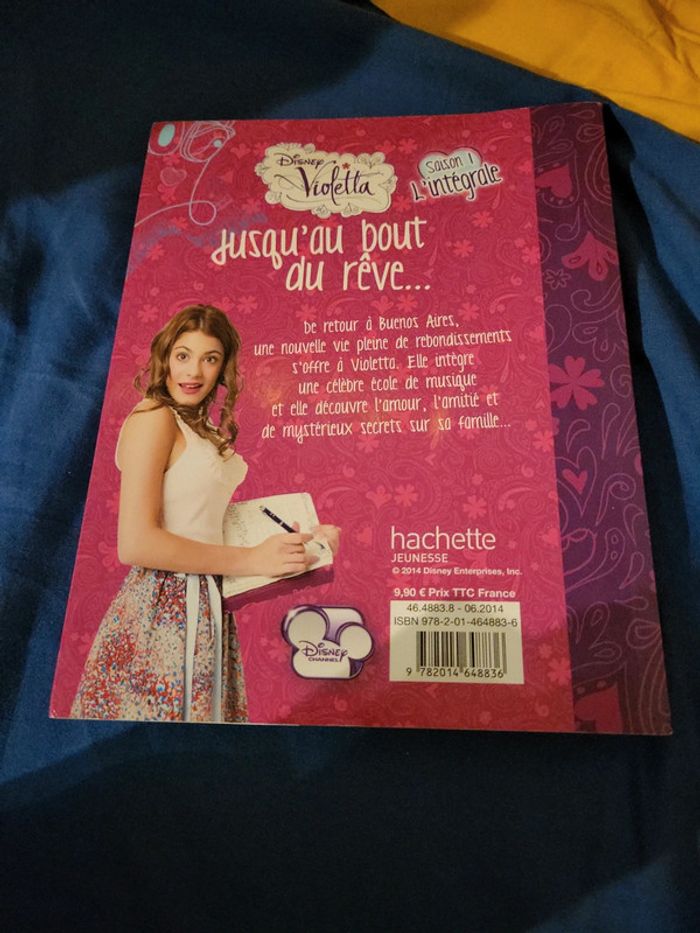 Disney
Violetta
Saison 1
L'intégrale
Jusqu'au bout
du rêve...
De retour à Buenos Aires,
une nouvelle vie pleine de rebondissements
s'offre à Violetta. Elle intègre
une célèbre école de musique
et elle découvre l'amour, l'amitié et
de mystérieux secrets sur sa famille...
hachette
JEUNESSE
© 2014 Disney Enterprises, Inc.
9,90 € Prix TTC France
46.4883.8 - 06.2014
ISBN 978-2-01-464883-6
9 782014 648836
Disney
CHANNEL